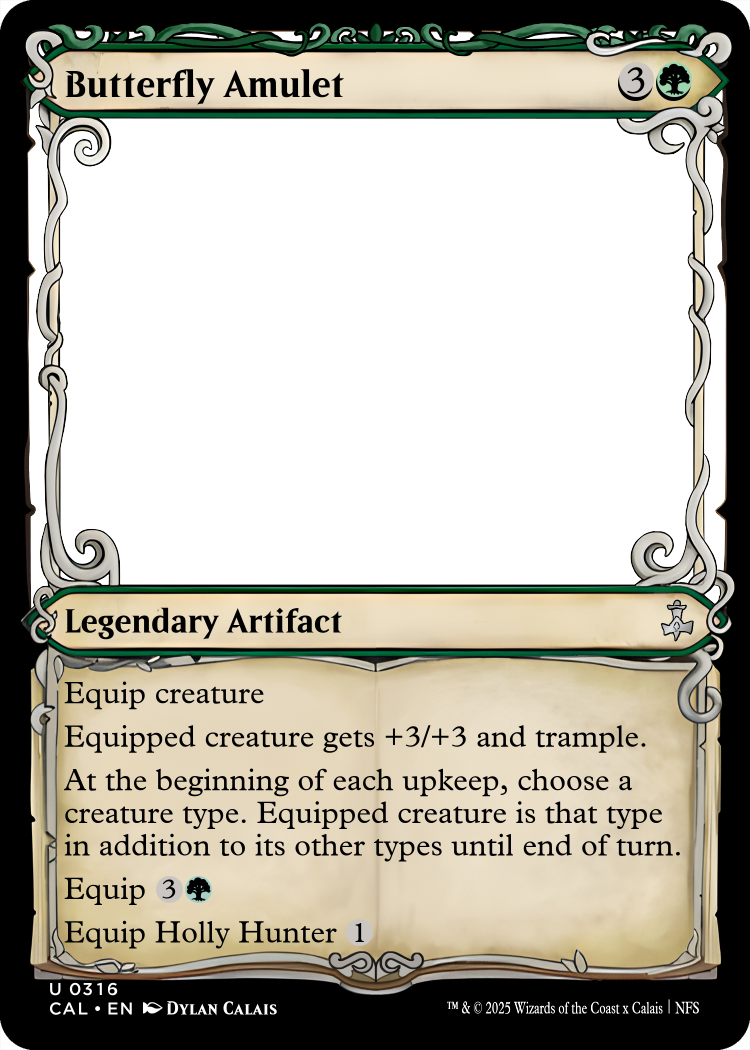 Butterfly Amulet 3
Legendary Artifact
Equip creature
Equipped creature gets +3/+3 and trample.
At the beginning of each upkeep, choose a
creature type. Equipped creature is that type
in addition to its other types until end of turn.
Equip 3
Equip Holly Hunter 1
U 0316
CAL • EN DYLAN CALAIS
™ & © 2025 Wizards of the Coast x Calais | NFS